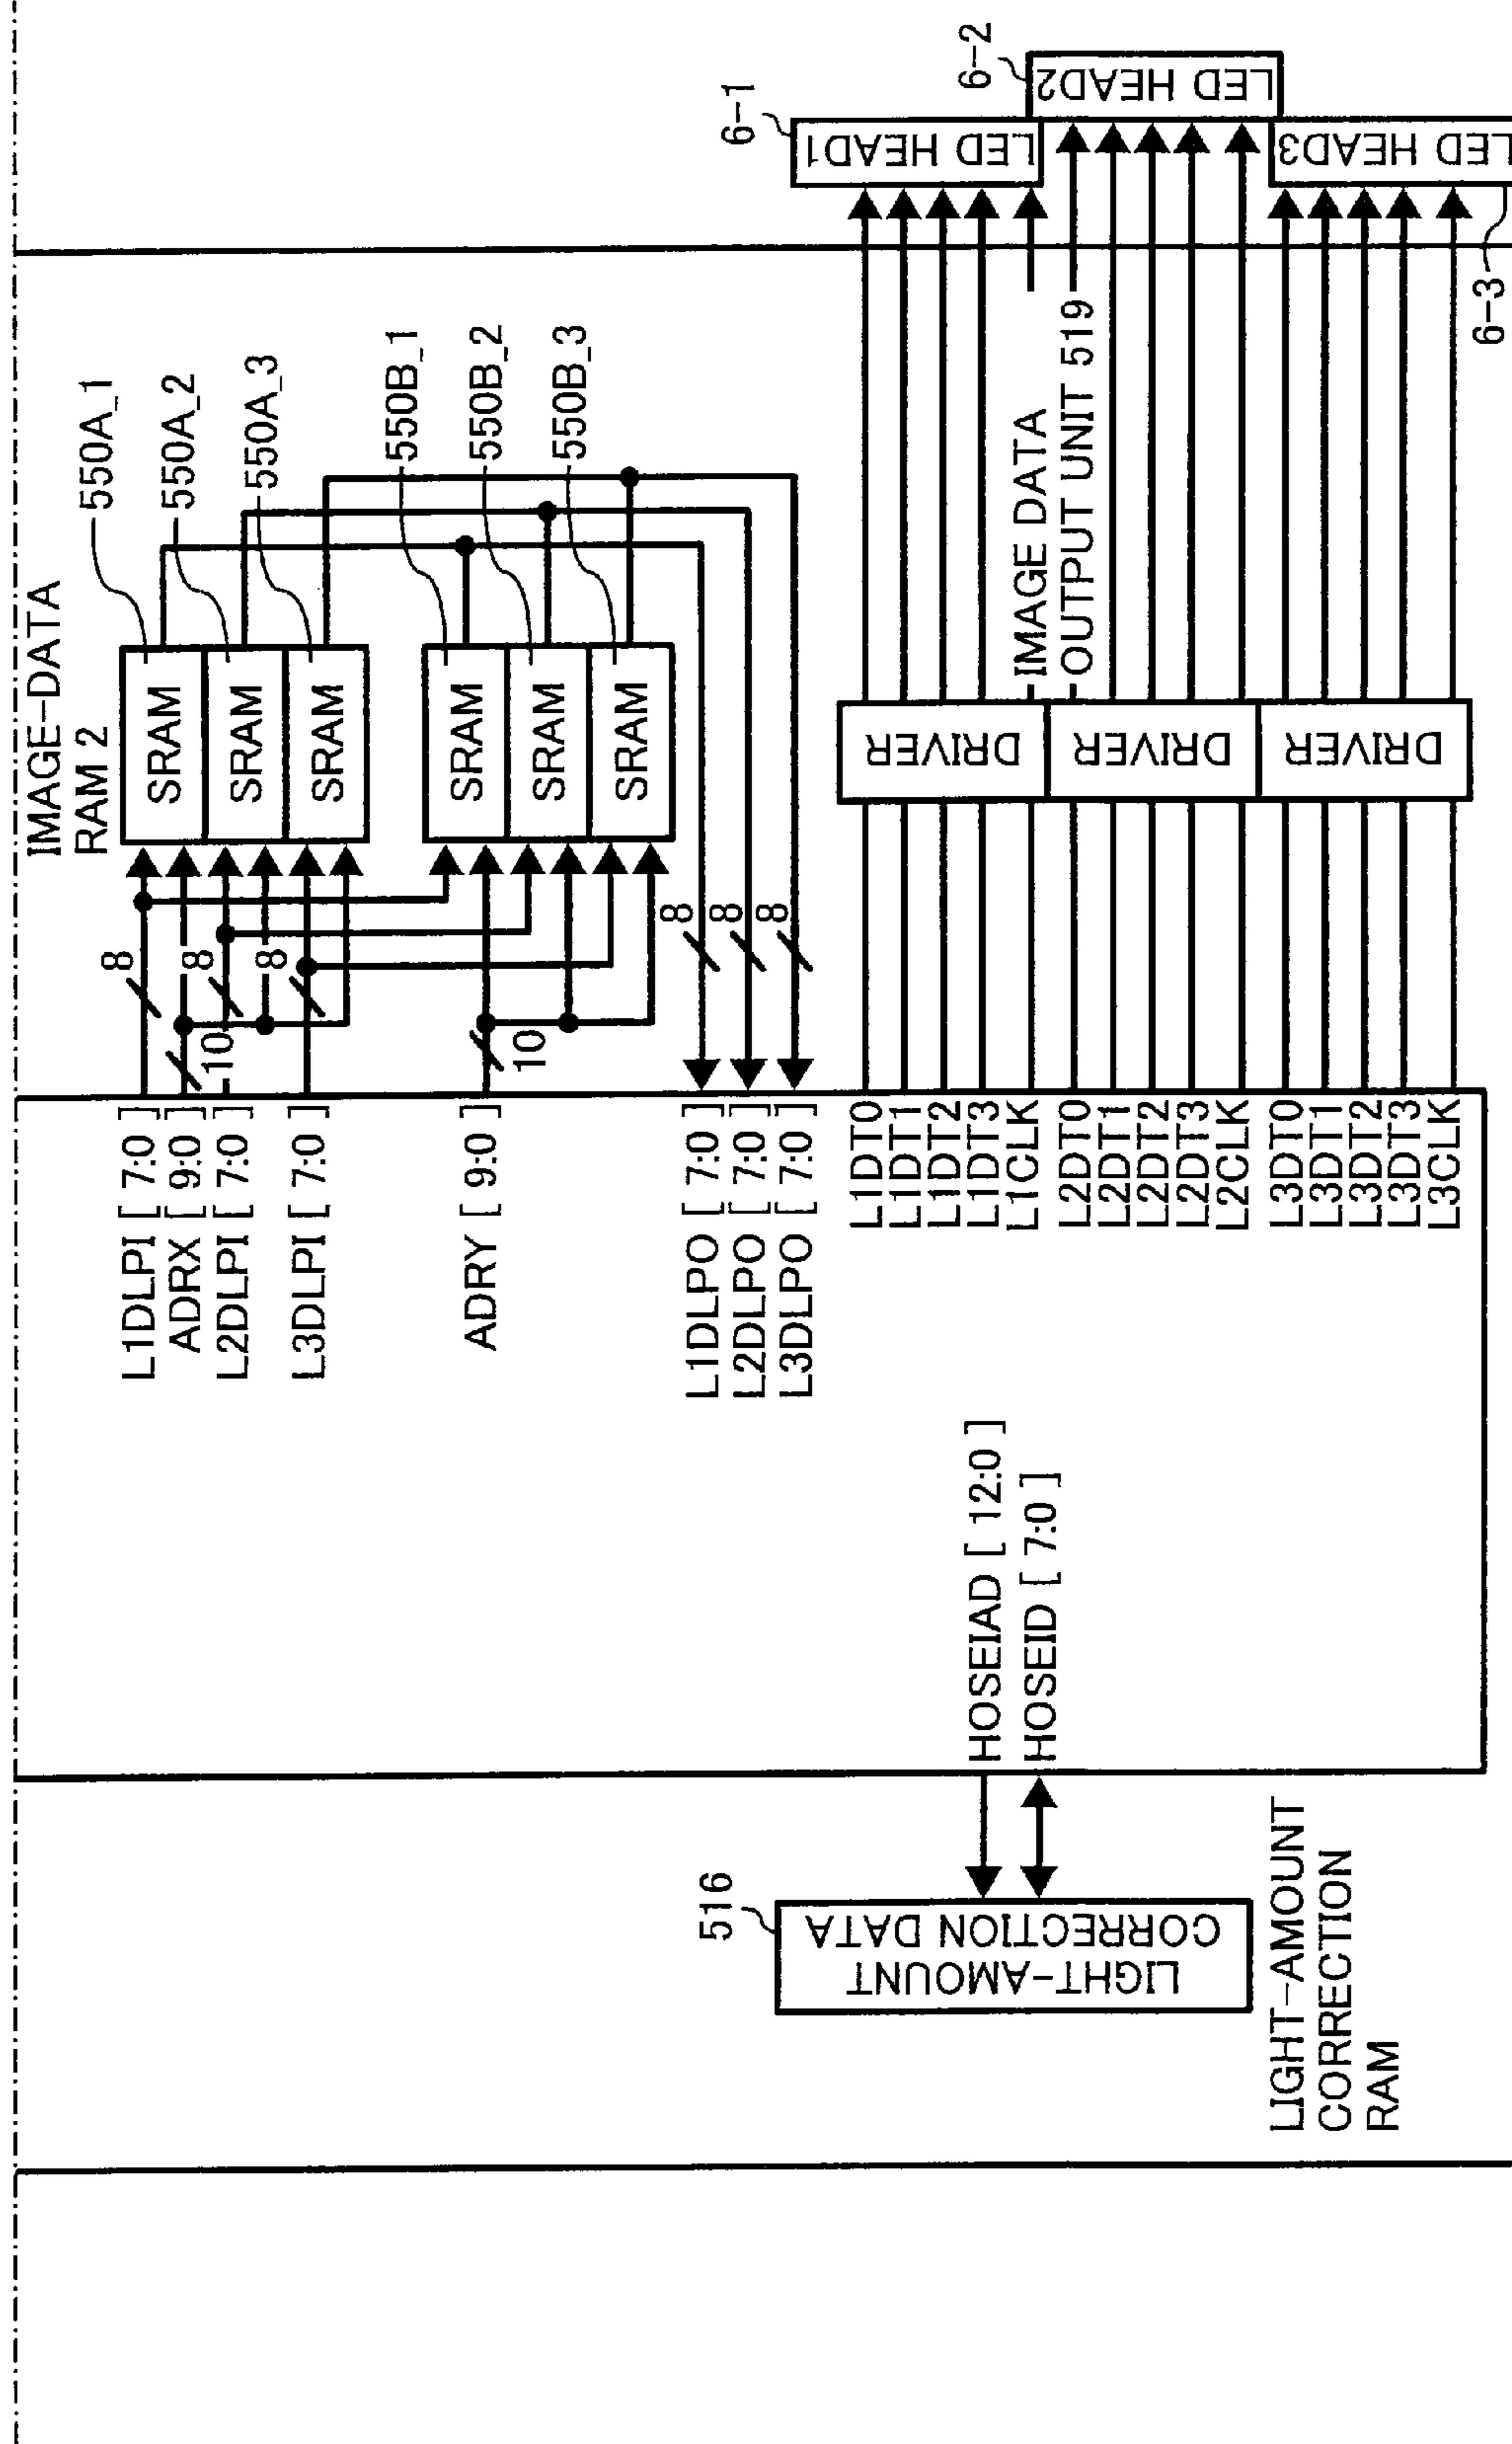 IMAGE-DATA
RAM 2
550A_1
550A_2
550A_3
550B_1
550B_2
550B_3
SRAM
SRAM
SRAM
SRAM
SRAM
SRAM
8
8
8
10
10
8
8
8
L1DLPI [ 7:0 ]
ADRX [ 9:0 ]
L2DLPI [ 7:0 ]
L3DLPI [ 7:0 ]
ADRY [ 9:0 ]
L1DLPO [ 7:0 ]
L2DLPO [ 7:0 ]
L3DLPO [ 7:0 ]
L1DT0
L1DT1
L1DT2
L1DT3
L1CLK
L2DT0
L2DT1
L2DT2
L2DT3
L2CLK
L3DT0
L3DT1
L3DT2
L3DT3
L3CLK
DRIVER
DRIVER
DRIVER
IMAGE DATA
OUTPUT UNIT 519
6-1
LED HEAD1
6-2
LED HEAD2
LED HEAD3
6-3
HOSEIAD [ 12:0 ]
HOSEID [ 7:0 ]
516
LIGHT-AMOUNT
CORRECTION DATA
LIGHT-AMOUNT
CORRECTION
RAM